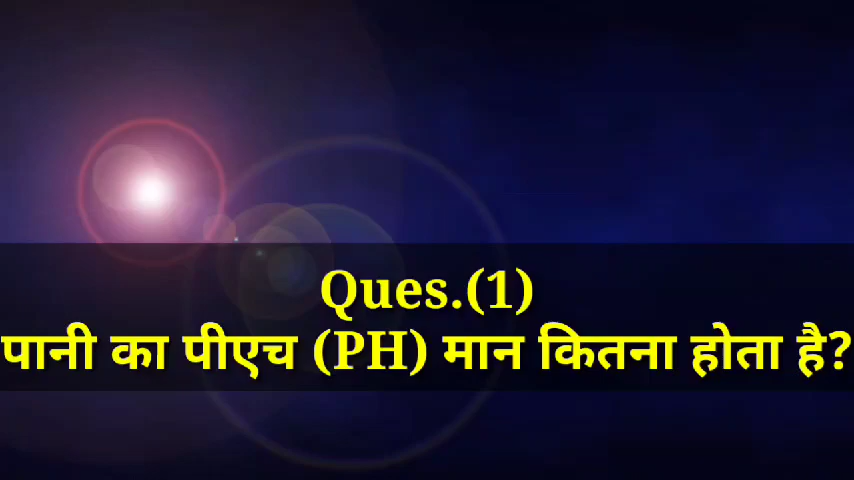 Ques.(1)
पानी का पीएच (PH) मान कितना होता है?